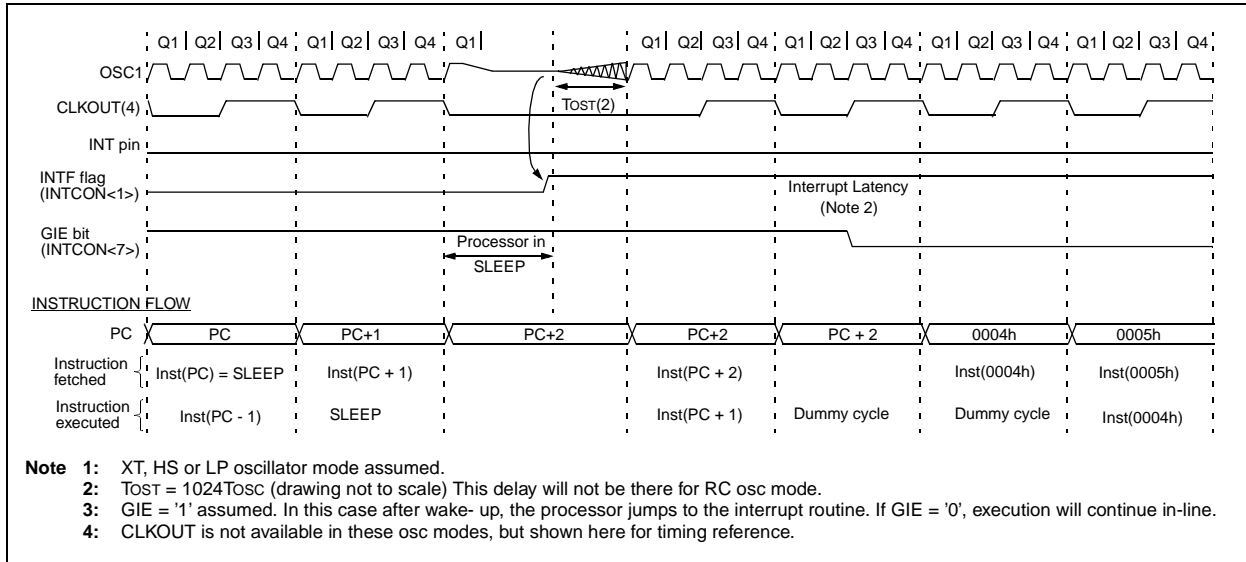 Q1 Q2 Q3 Q4 Q1 Q2 Q3 Q4 Q1 Q1 Q2 Q3 Q4 Q1 Q2 Q3 Q4 Q1 Q2 Q3 Q4 Q1 Q2 Q3 Q4
OSC1
CLKOUT(4)
TOST(2)
INT pin
INTF flag
(INTCON<1>)
Interrupt Latency
(Note 2)
GIE bit
(INTCON<7>)
Processor in
SLEEP
INSTRUCTION FLOW
PC PC PC+1 PC+2 PC+2 PC + 2 0004h 0005h
Instruction
fetched
Inst(PC) = SLEEP Inst(PC + 1) Inst(PC + 2) Inst(0004h) Inst(0005h)
Instruction
executed
Inst(PC - 1) SLEEP Inst(PC + 1) Dummy cycle Dummy cycle Inst(0004h)
Note 1: XT, HS or LP oscillator mode assumed.
2: TOST = 1024TOSC (drawing not to scale) This delay will not be there for RC osc mode.
3: GIE = '1' assumed. In this case after wake- up, the processor jumps to the interrupt routine. If GIE = '0', execution will continue in-line.
4: CLKOUT is not available in these osc modes, but shown here for timing reference.